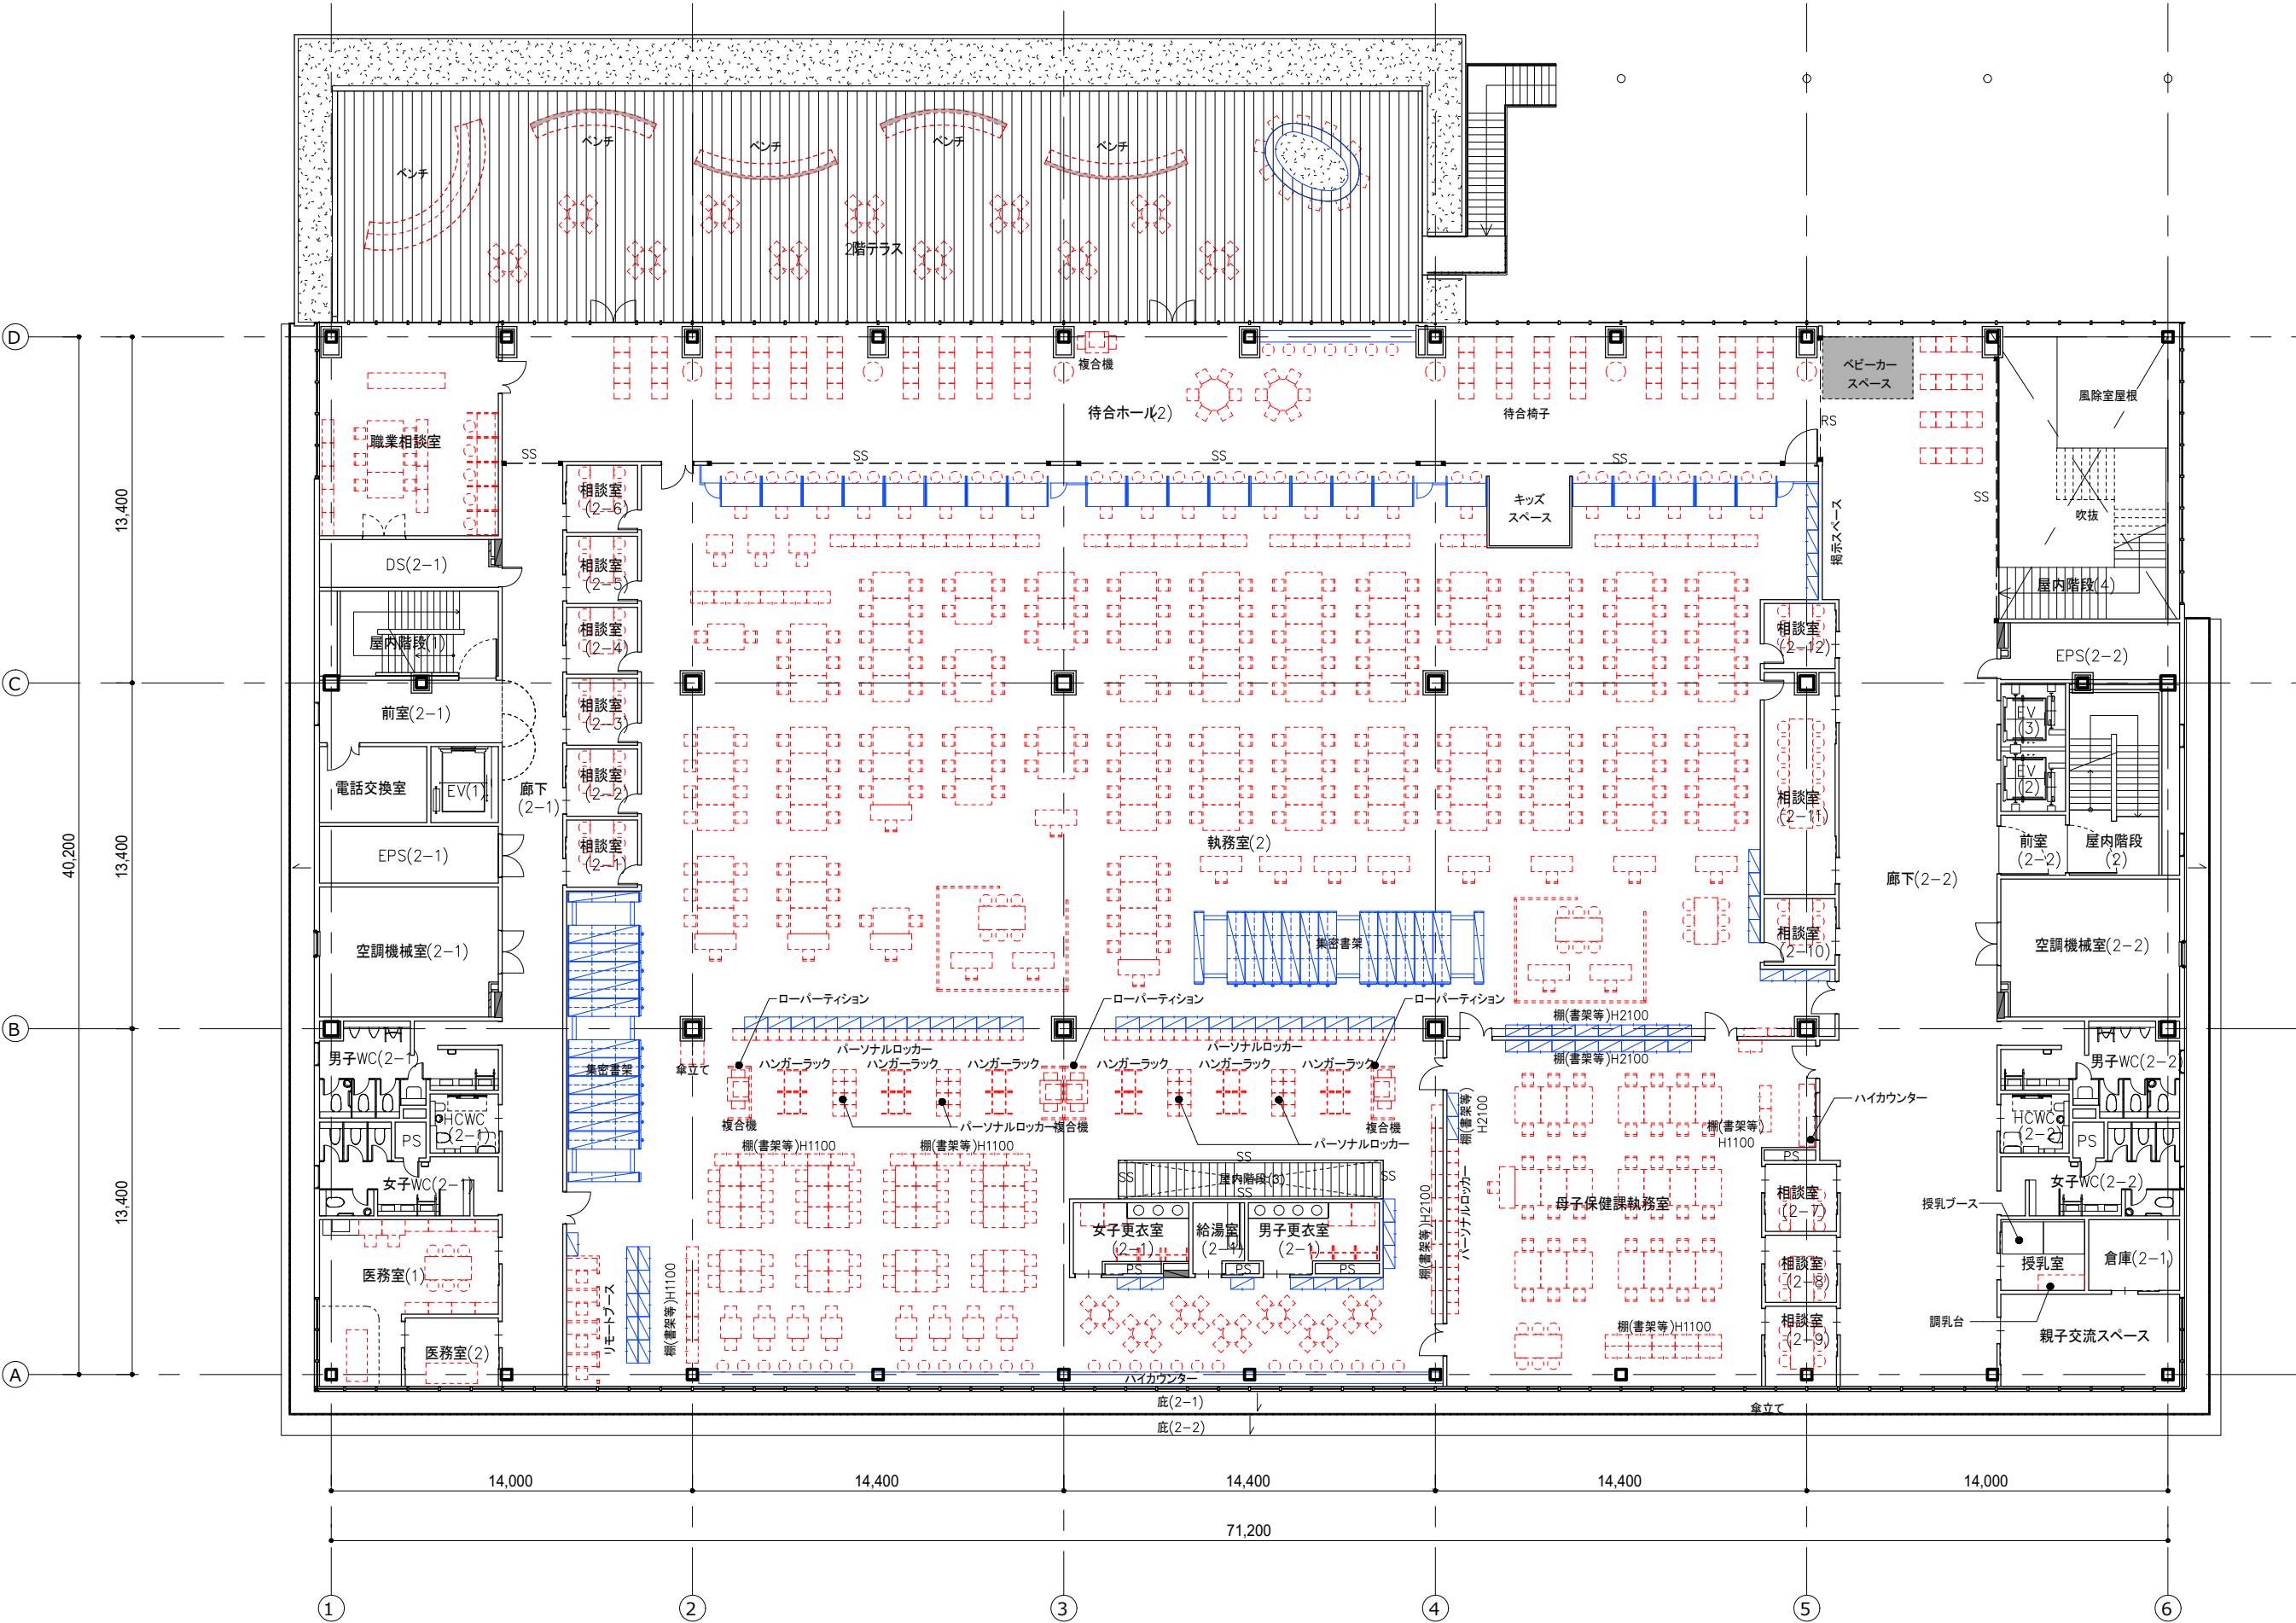 ベンチ
ベンチ
ベンチ
ベンチ
ベンチ
2階テラス
D
複合機
ベビーカー
スペース
風除室屋根
待合ホール(2)
待合椅子
RS
職業相談室
SS
SS
SS
SS
SS
13,400
相談室
(2-6)
キッズ
スペース
掲示スペース
吹抜
DS(2-1)
相談室
(2-5)
屋内階段(4)
屋内階段(1)
相談室
(2-4)
相談室
(2-12)
EPS(2-2)
C
前室(2-1)
相談室
(2-3)
EV
(3)
電話交換室
EV(1)
廊下
(2-1)
相談室
(2-2)
相談室
(2-11)
EV
(2)
40,200
13,400
EPS(2-1)
相談室
(2-1)
執務室(2)
前室
(2-2)
屋内階段
(2)
廊下(2-2)
空調機械室(2-1)
集密書架
相談室
(2-10)
空調機械室(2-2)
ローパーティション
ローパーティション
ローパーティション
B
棚(書架等)H2100
棚(書架等)H2100
男子WC(2-1)
集密書架
傘立て
パーソナルロッカー
パーソナルロッカー
ハンガーラック
ハンガーラック
ハンガーラック
ハンガーラック
ハンガーラック
ハンガーラック
男子WC(2-2)
複合機
パーソナルロッカー
複合機
パーソナルロッカー
複合機
棚(書架等)
H2100
ハイカウンター
棚(書架等)
H1100
HCWC
(2-1)
PS
HCWC
(2-2)
PS
棚(書架等)H1100
棚(書架等)H1100
SS
SS
屋内階段(3)
SS
SS
PS
13,400
女子WC(2-1)
女子WC(2-2)
棚(書架等)H2100
パーソナルロッカー
母子保健課執務室
相談室
(2-7)
授乳ブース
女子更衣室
(2-1)
給湯室
(2-1)
男子更衣室
(2-1)
PS
PS
PS
医務室(1)
リモートブース
棚(書架等)H1100
相談室
(2-8)
授乳室
倉庫(2-1)
調乳台
棚(書架等)H1100
相談室
(2-9)
医務室(2)
親子交流スペース
A
ハイカウンター
庇(2-1)
庇(2-2)
傘立て
14,000
14,400
14,400
14,400
14,000
71,200
1
2
3
4
5
6